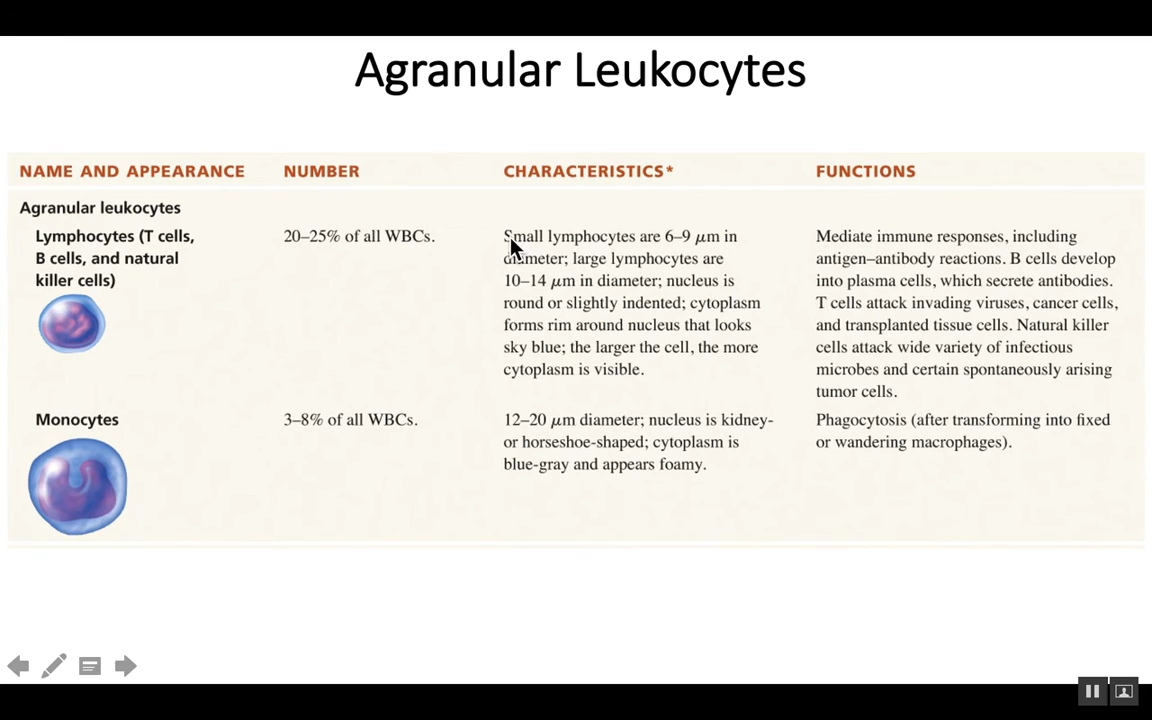 Agranular Leukocytes
NAME AND APPEARANCE
NUMBER
CHARACTERISTICS*
FUNCTIONS
Agranular leukocytes
Lymphocytes (T cells,
B cells, and natural
killer cells)
20–25% of all WBCs.
Small lymphocytes are 6–9 μm in
diameter; large lymphocytes are
10–14 μm in diameter; nucleus is
round or slightly indented; cytoplasm
forms rim around nucleus that looks
sky blue; the larger the cell, the more
cytoplasm is visible.
Mediate immune responses, including
antigen–antibody reactions. B cells develop
into plasma cells, which secrete antibodies.
T cells attack invading viruses, cancer cells,
and transplanted tissue cells. Natural killer
cells attack wide variety of infectious
microbes and certain spontaneously arising
tumor cells.
Monocytes
3–8% of all WBCs.
12–20 μm diameter; nucleus is kidney-
or horseshoe-shaped; cytoplasm is
blue-gray and appears foamy.
Phagocytosis (after transforming into fixed
or wandering macrophages).